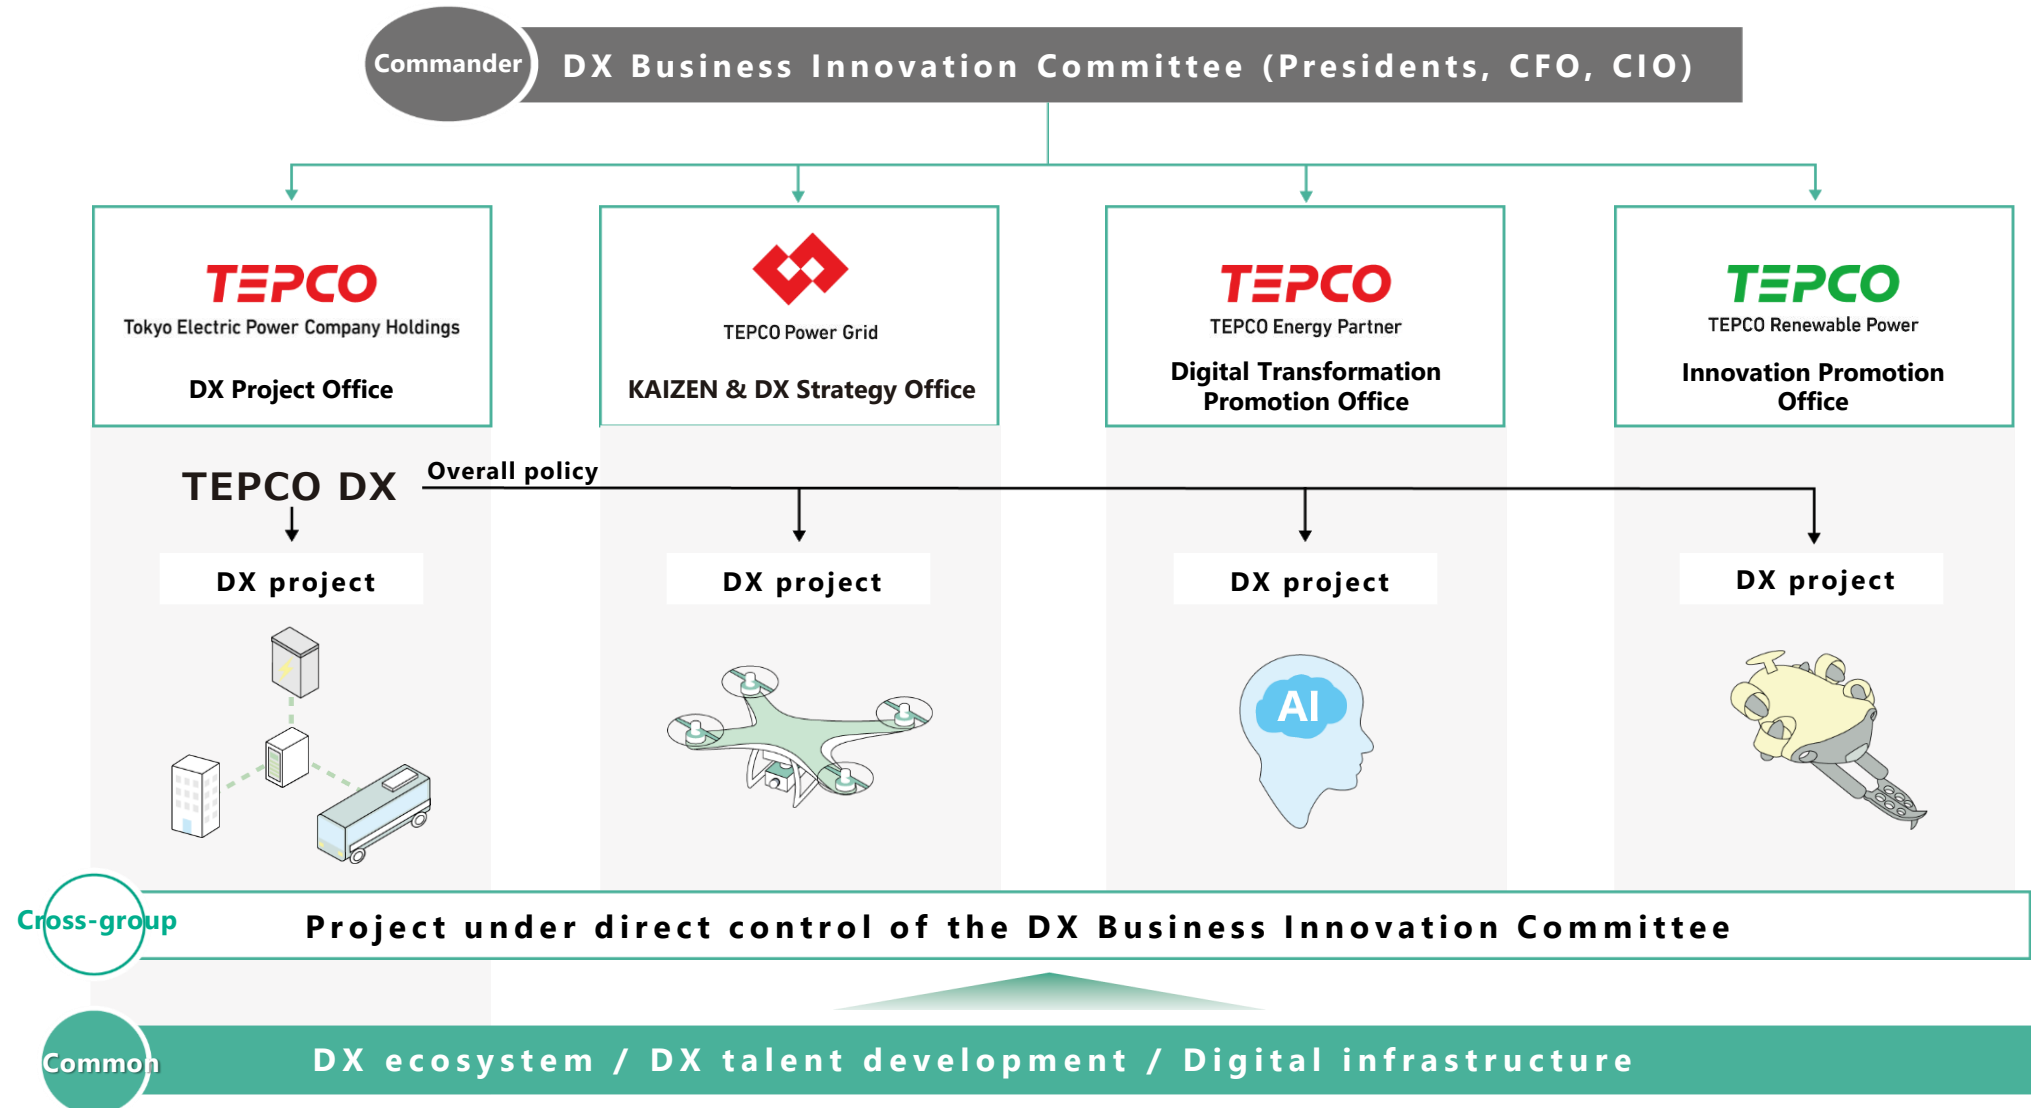 Commander
DX Business Innovation Committee (Presidents, CFO, CIO)
TEPCO
Tokyo Electric Power Company Holdings
DX Project Office
TEPCO Power Grid
KAIZEN & DX Strategy Office
TEPCO
TEPCO Energy Partner
Digital Transformation
Promotion Office
TEPCO
TEPCO Renewable Power
Innovation Promotion
Office
TEPCO DX
Overall policy
DX project
DX project
DX project
DX project
AI
Cross-group
Project under direct control of the DX Business Innovation Committee
Common
DX ecosystem / DX talent development / Digital infrastructure